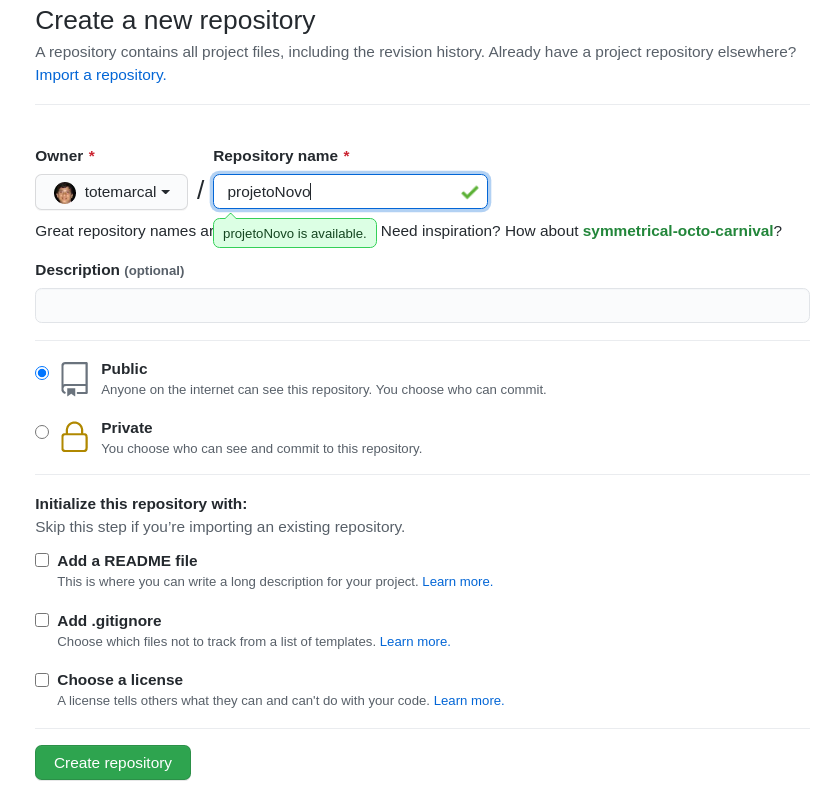 Create a new repository
A repository contains all project files, including the revision history. Already have a project repository elsewhere?
Import a repository.
Owner *
Repository name *
totemarcal / projetoNovo
Great repository names ar
projetoNovo is available.
Need inspiration? How about symmetrical-octo-carnival?
Description (optional)
Public
Anyone on the internet can see this repository. You choose who can commit.
Private
You choose who can see and commit to this repository.
Initialize this repository with:
Skip this step if you're importing an existing repository.
Add a README file
This is where you can write a long description for your project. Learn more.
Add .gitignore
Choose which files not to track from a list of templates. Learn more.
Choose a license
A license tells others what they can and can't do with your code. Learn more.
Create repository